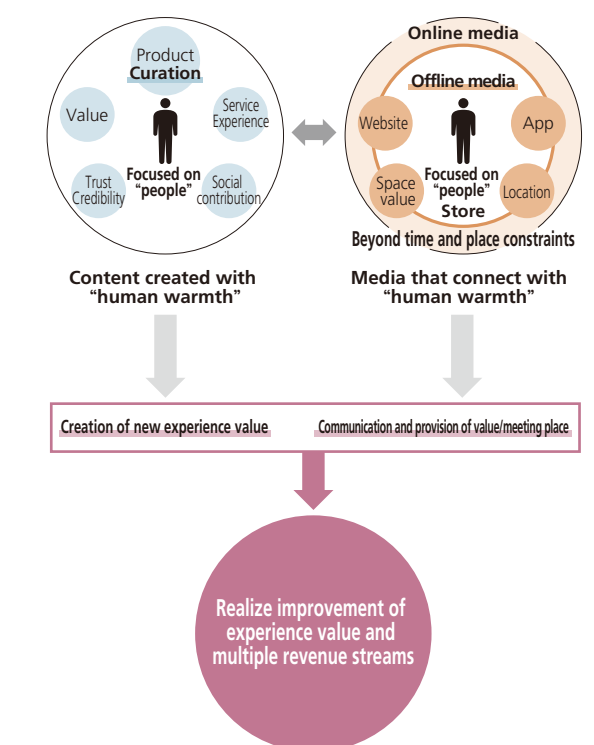 Product
Curation
Value
Service
Experience
Trust
Credibility
Focused on
“people”
Social
contribution
Content created with
“human warmth”
Online media
Offline media
Website
App
Space
value
Focused on
“people”
Location
Store
Beyond time and place constraints
Media that connect with
“human warmth”
Creation of new experience value
Communication and provision of value/meeting place
Realize improvement of
experience value and
multiple revenue streams